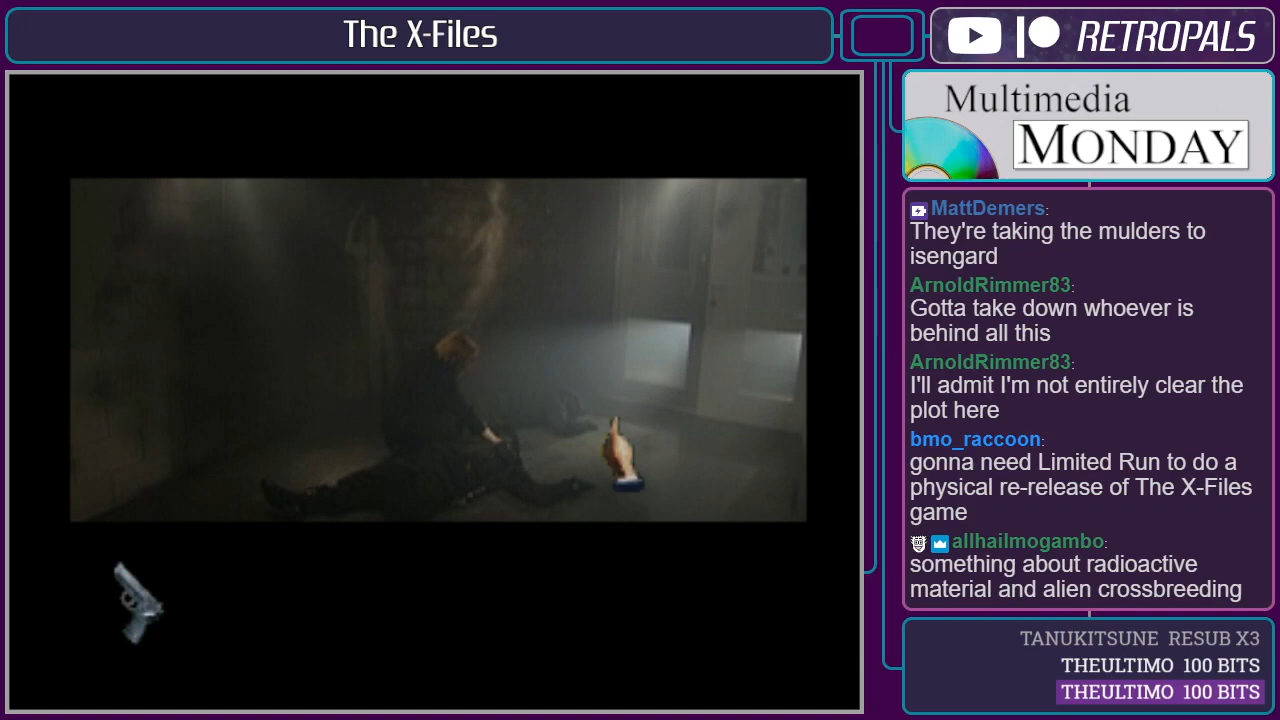 The X-Files
RETROPALS
Multimedia
MONDAY
MattDemers:
They're taking the mulders to
isengard
ArnoldRimmer83:
Gotta take down whoever is
behind all this
ArnoldRimmer83:
I'll admit I'm not entirely clear the
plot here
bmo_raccoon:
gonna need Limited Run to do a
physical re-release of The X-Files
game
allhailmogambo:
something about radioactive
material and alien crossbreeding
TANUKITSUNE RESUB X3
THEULTIMO 100 BITS
THEULTIMO 100 BITS